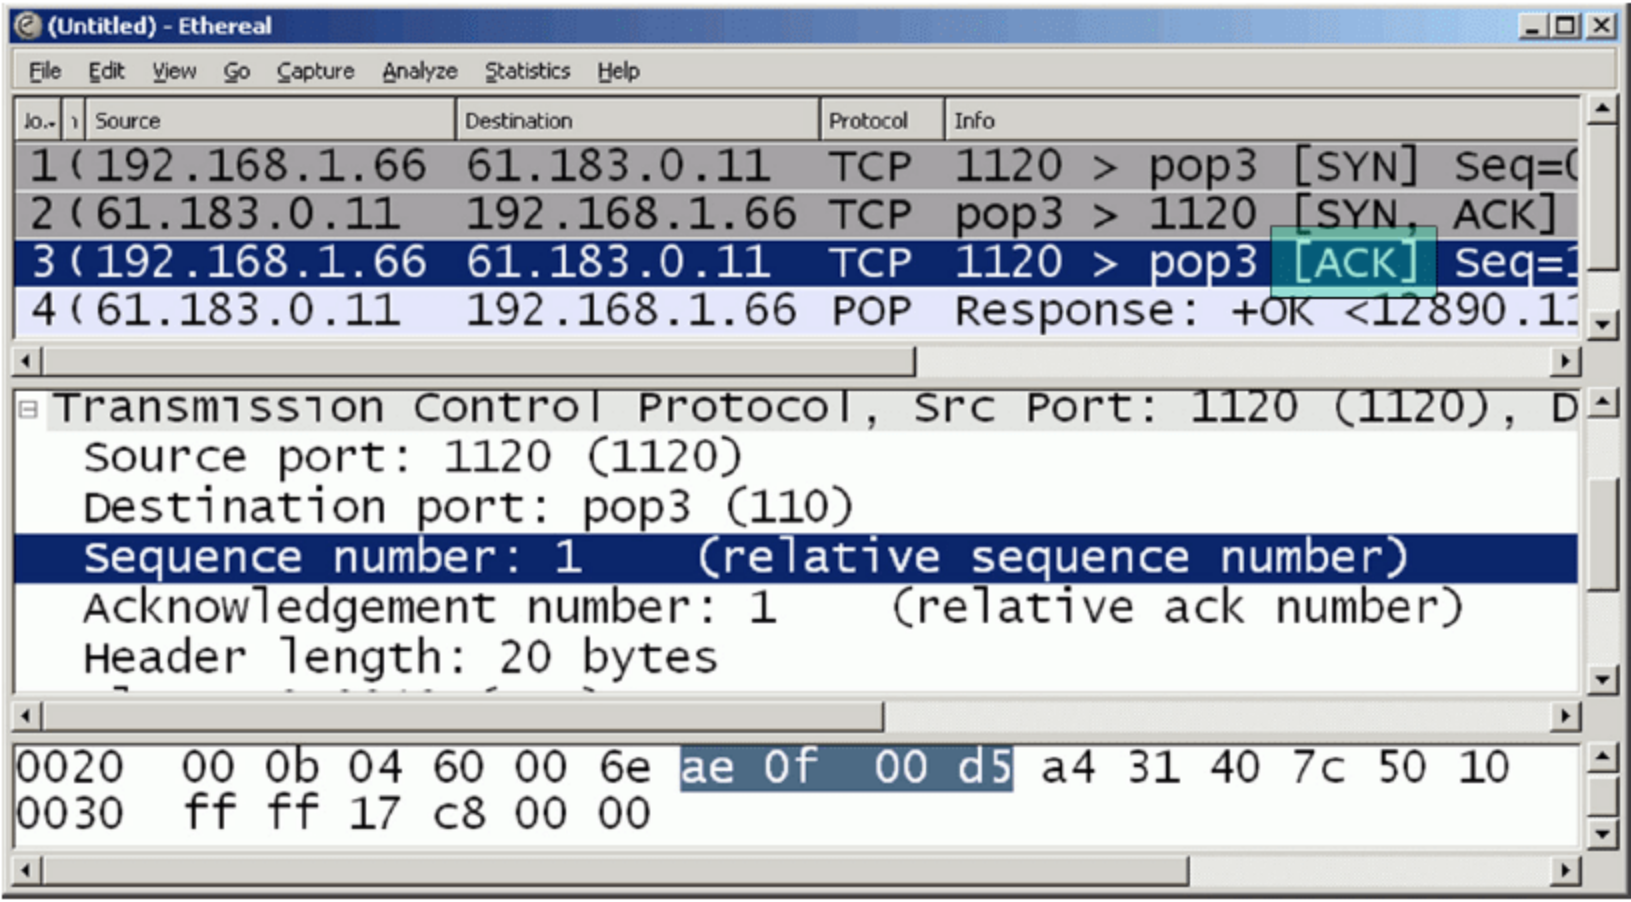 (Untitled) - Ethereal
File Edit View Go Capture Analyze Statistics Help
Source Destination Protocol Info
1 192.168.1.66 61.183.0.11 TCP 1120 > pop3 [SYN] Seq=0
2 61.183.0.11 192.168.1.66 TCP pop3 > 1120 [SYN, ACK]
3 192.168.1.66 61.183.0.11 TCP 1120 > pop3 [ACK] Seq=1
4 61.183.0.11 192.168.1.66 POP Response: +OK <12890.11
Transmission Control Protocol, Src Port: 1120 (1120), D
Source port: 1120 (1120)
Destination port: pop3 (110)
Sequence number: 1 (relative sequence number)
Acknowledgement number: 1 (relative ack number)
Header length: 20 bytes
0020 00 0b 04 60 00 6e ae 0f 00 d5 a4 31 40 7c 50 10
0030 ff ff 17 c8 00 00